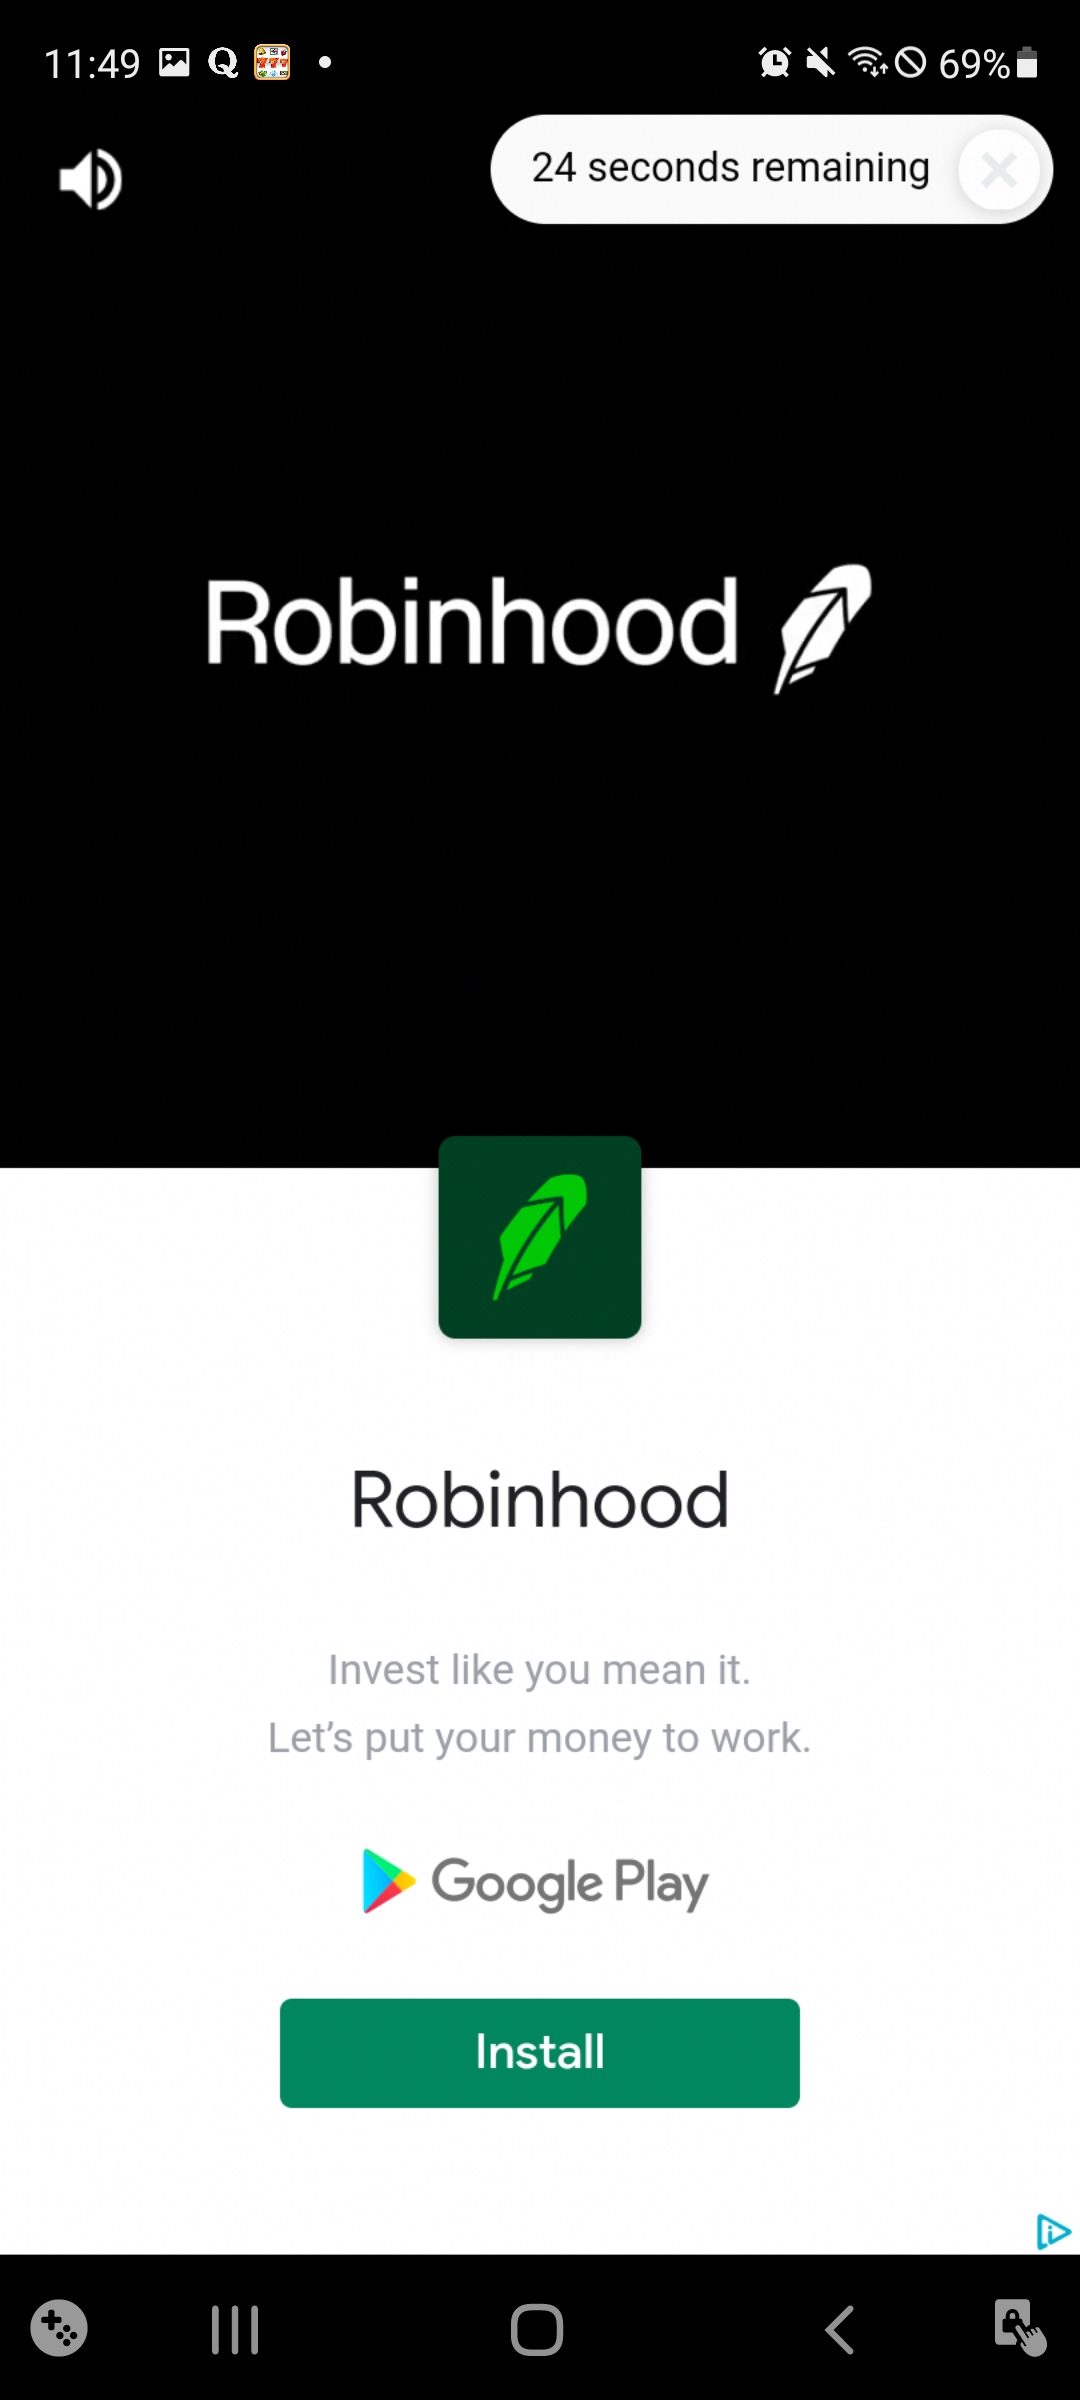 11:49 Q 777 69%
24 seconds remaining
Robinhood
Robinhood
Invest like you mean it.
Let's put your money to work.
Google Play
Install